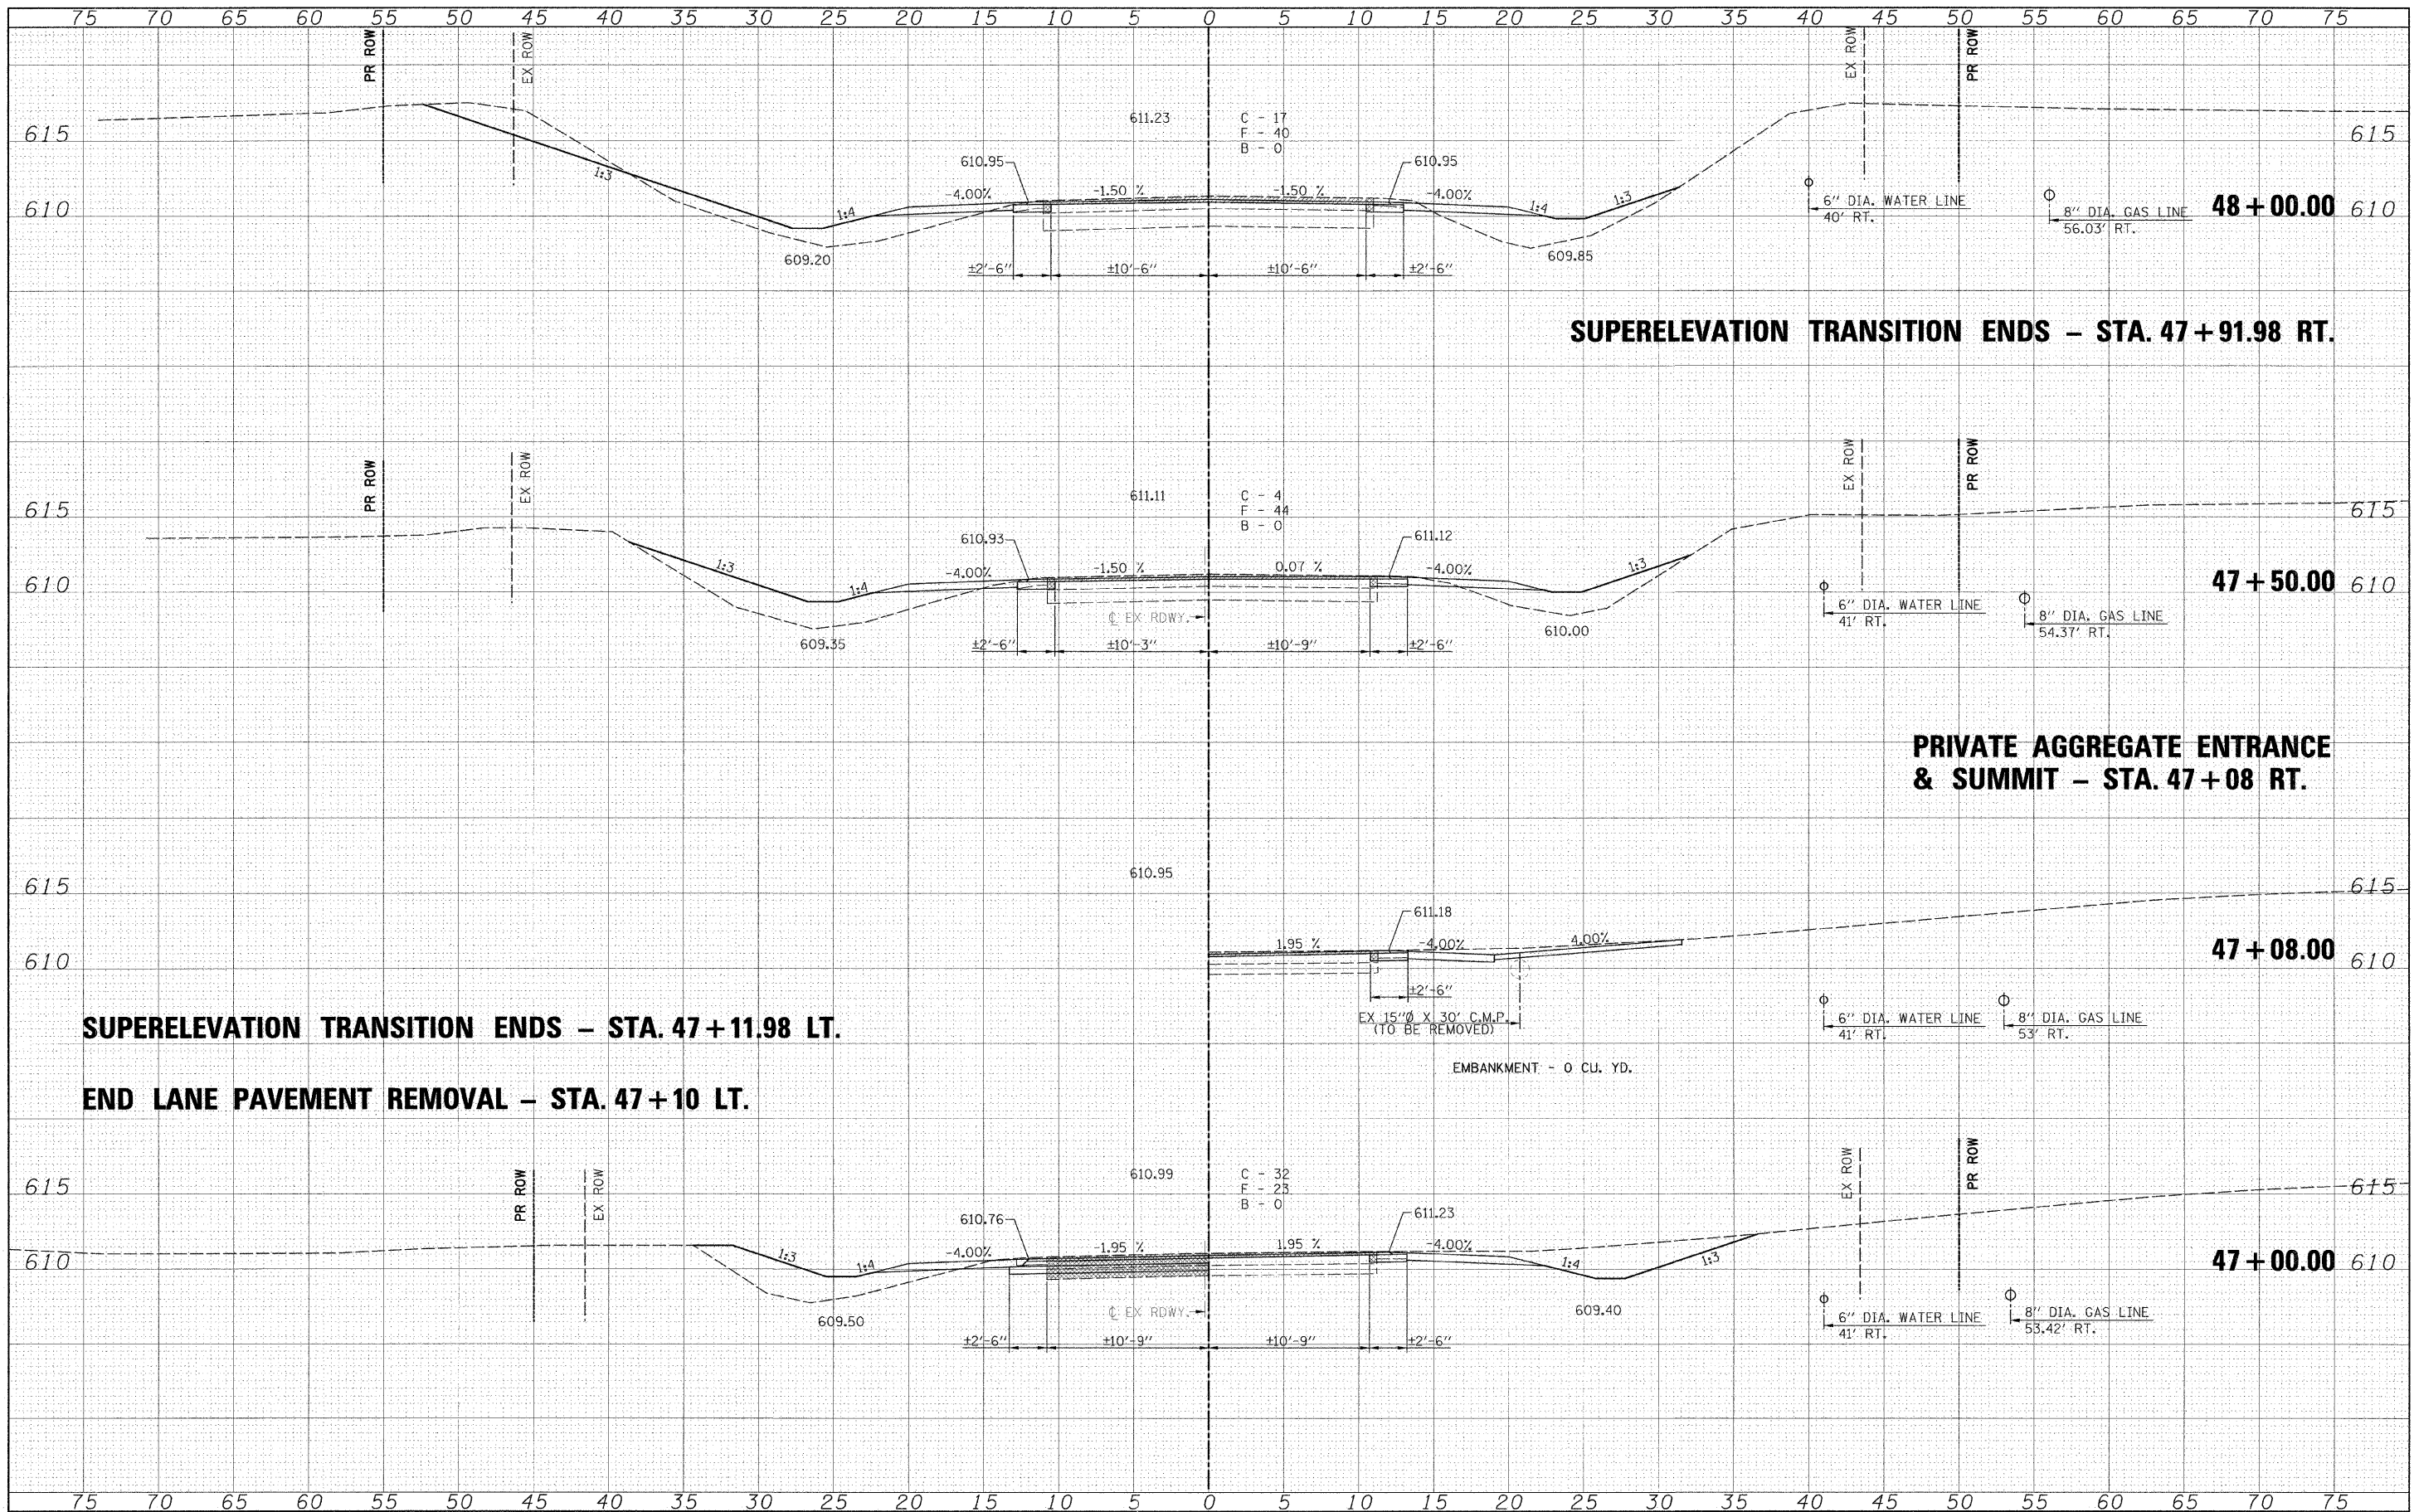 75 70 65 60 55 50 45 40 35 30 25 20 15 10 5 0 5 10 15 20 25 30 35 40 45 50 55 60 65 70 75
PR ROW
EX ROW
EX ROW
PR ROW
615
611.23
C - 17
F - 40
B - 0
615
610.95
610.95
1:3
-4.00%
-1.50 %
-1.50 %
-4.00%
1:3
1:4
1:4
610
6" DIA. WATER LINE
40' RT.
8" DIA. GAS LINE
56.03' RT.
48+00.00
610
609.20
609.85
±2'-6"
±10'-6"
±10'-6"
±2'-6"
SUPERELEVATION TRANSITION ENDS – STA. 47+91.98 RT.
PR ROW
EX ROW
EX ROW
PR ROW
615
611.11
C - 4
F - 44
B - 0
615
610.93
611.12
1:3
1:4
-4.00%
-1.50 %
0.07 %
-4.00%
1:3
610
47+50.00
610
6" DIA. WATER LINE
41' RT.
8" DIA. GAS LINE
54.37' RT.
℄ EX RDWY.
609.35
610.00
±2'-6"
±10'-3"
±10'-9"
±2'-6"
PRIVATE AGGREGATE ENTRANCE
& SUMMIT – STA. 47+08 RT.
610.95
615
615
611.18
1.95 %
-4.00%
4.00%
610
47+08.00
610
±2'-6"
EX 15"Ø X 30' C.M.P.
(TO BE REMOVED)
6" DIA. WATER LINE
41' RT.
8" DIA. GAS LINE
53' RT.
SUPERELEVATION TRANSITION ENDS – STA. 47+11.98 LT.
EMBANKMENT - 0 CU. YD.
END LANE PAVEMENT REMOVAL – STA. 47+10 LT.
PR ROW
EX ROW
EX ROW
PR ROW
615
610.99
C - 32
F - 23
B - 0
615
610.76
611.23
1:3
1:4
-4.00%
-1.95 %
1.95 %
-4.00%
1:4
1:3
610
47+00.00
610
℄ EX RDWY.
609.50
609.40
6" DIA. WATER LINE
41' RT.
8" DIA. GAS LINE
53.42' RT.
±2'-6"
±10'-9"
±10'-9"
±2'-6"
75 70 65 60 55 50 45 40 35 30 25 20 15 10 5 0 5 10 15 20 25 30 35 40 45 50 55 60 65 70 75